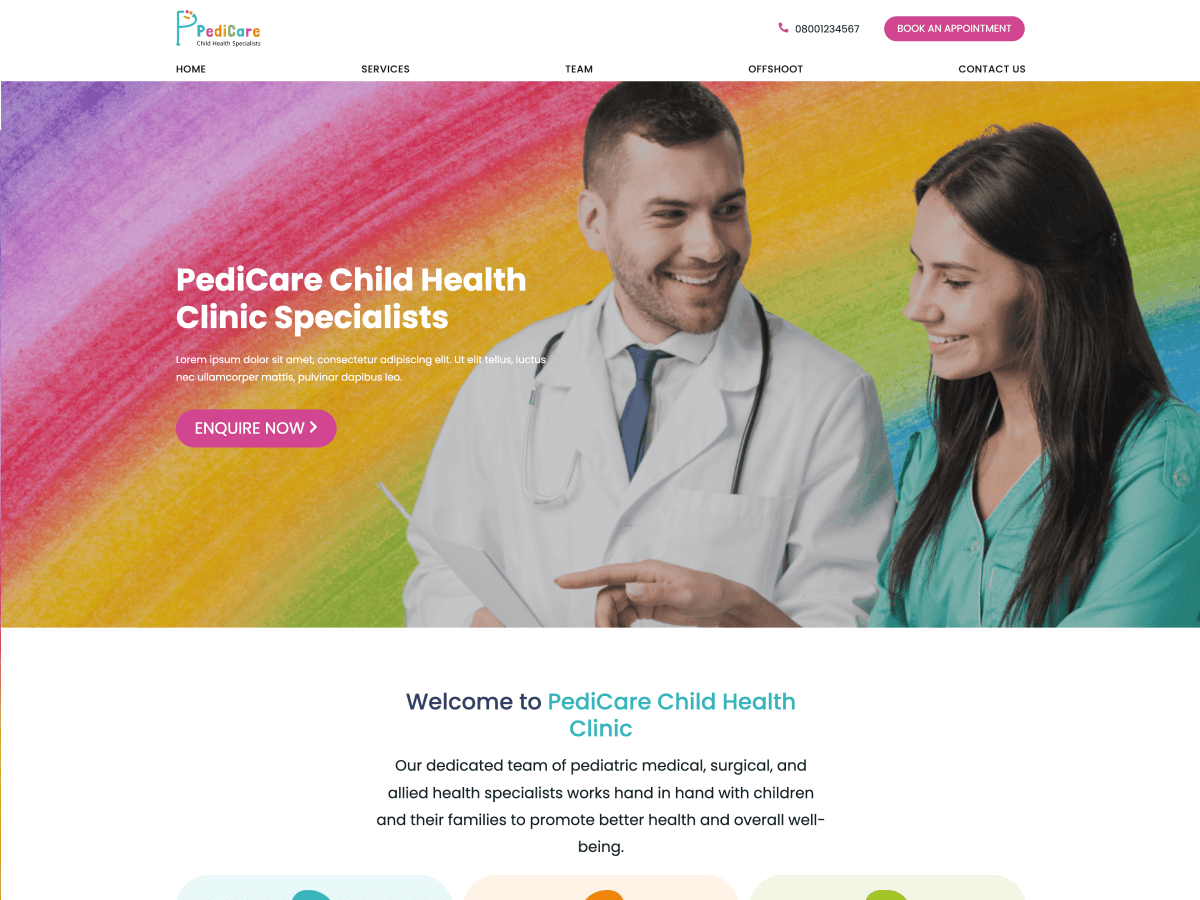 PediCare
Child Health Specialists
08001234567
BOOK AN APPOINTMENT
HOME
SERVICES
TEAM
OFFSHOOT
CONTACT US
PediCare Child Health
Clinic Specialists
Lorem ipsum dolor sit amet, consectetur adipiscing elit. Ut elit tellus, luctus
nec ullamcorper mattis, pulvinar dapibus leo.
ENQUIRE NOW
Welcome to PediCare Child Health
Clinic
Our dedicated team of pediatric medical, surgical, and
allied health specialists works hand in hand with children
and their families to promote better health and overall well-
being.